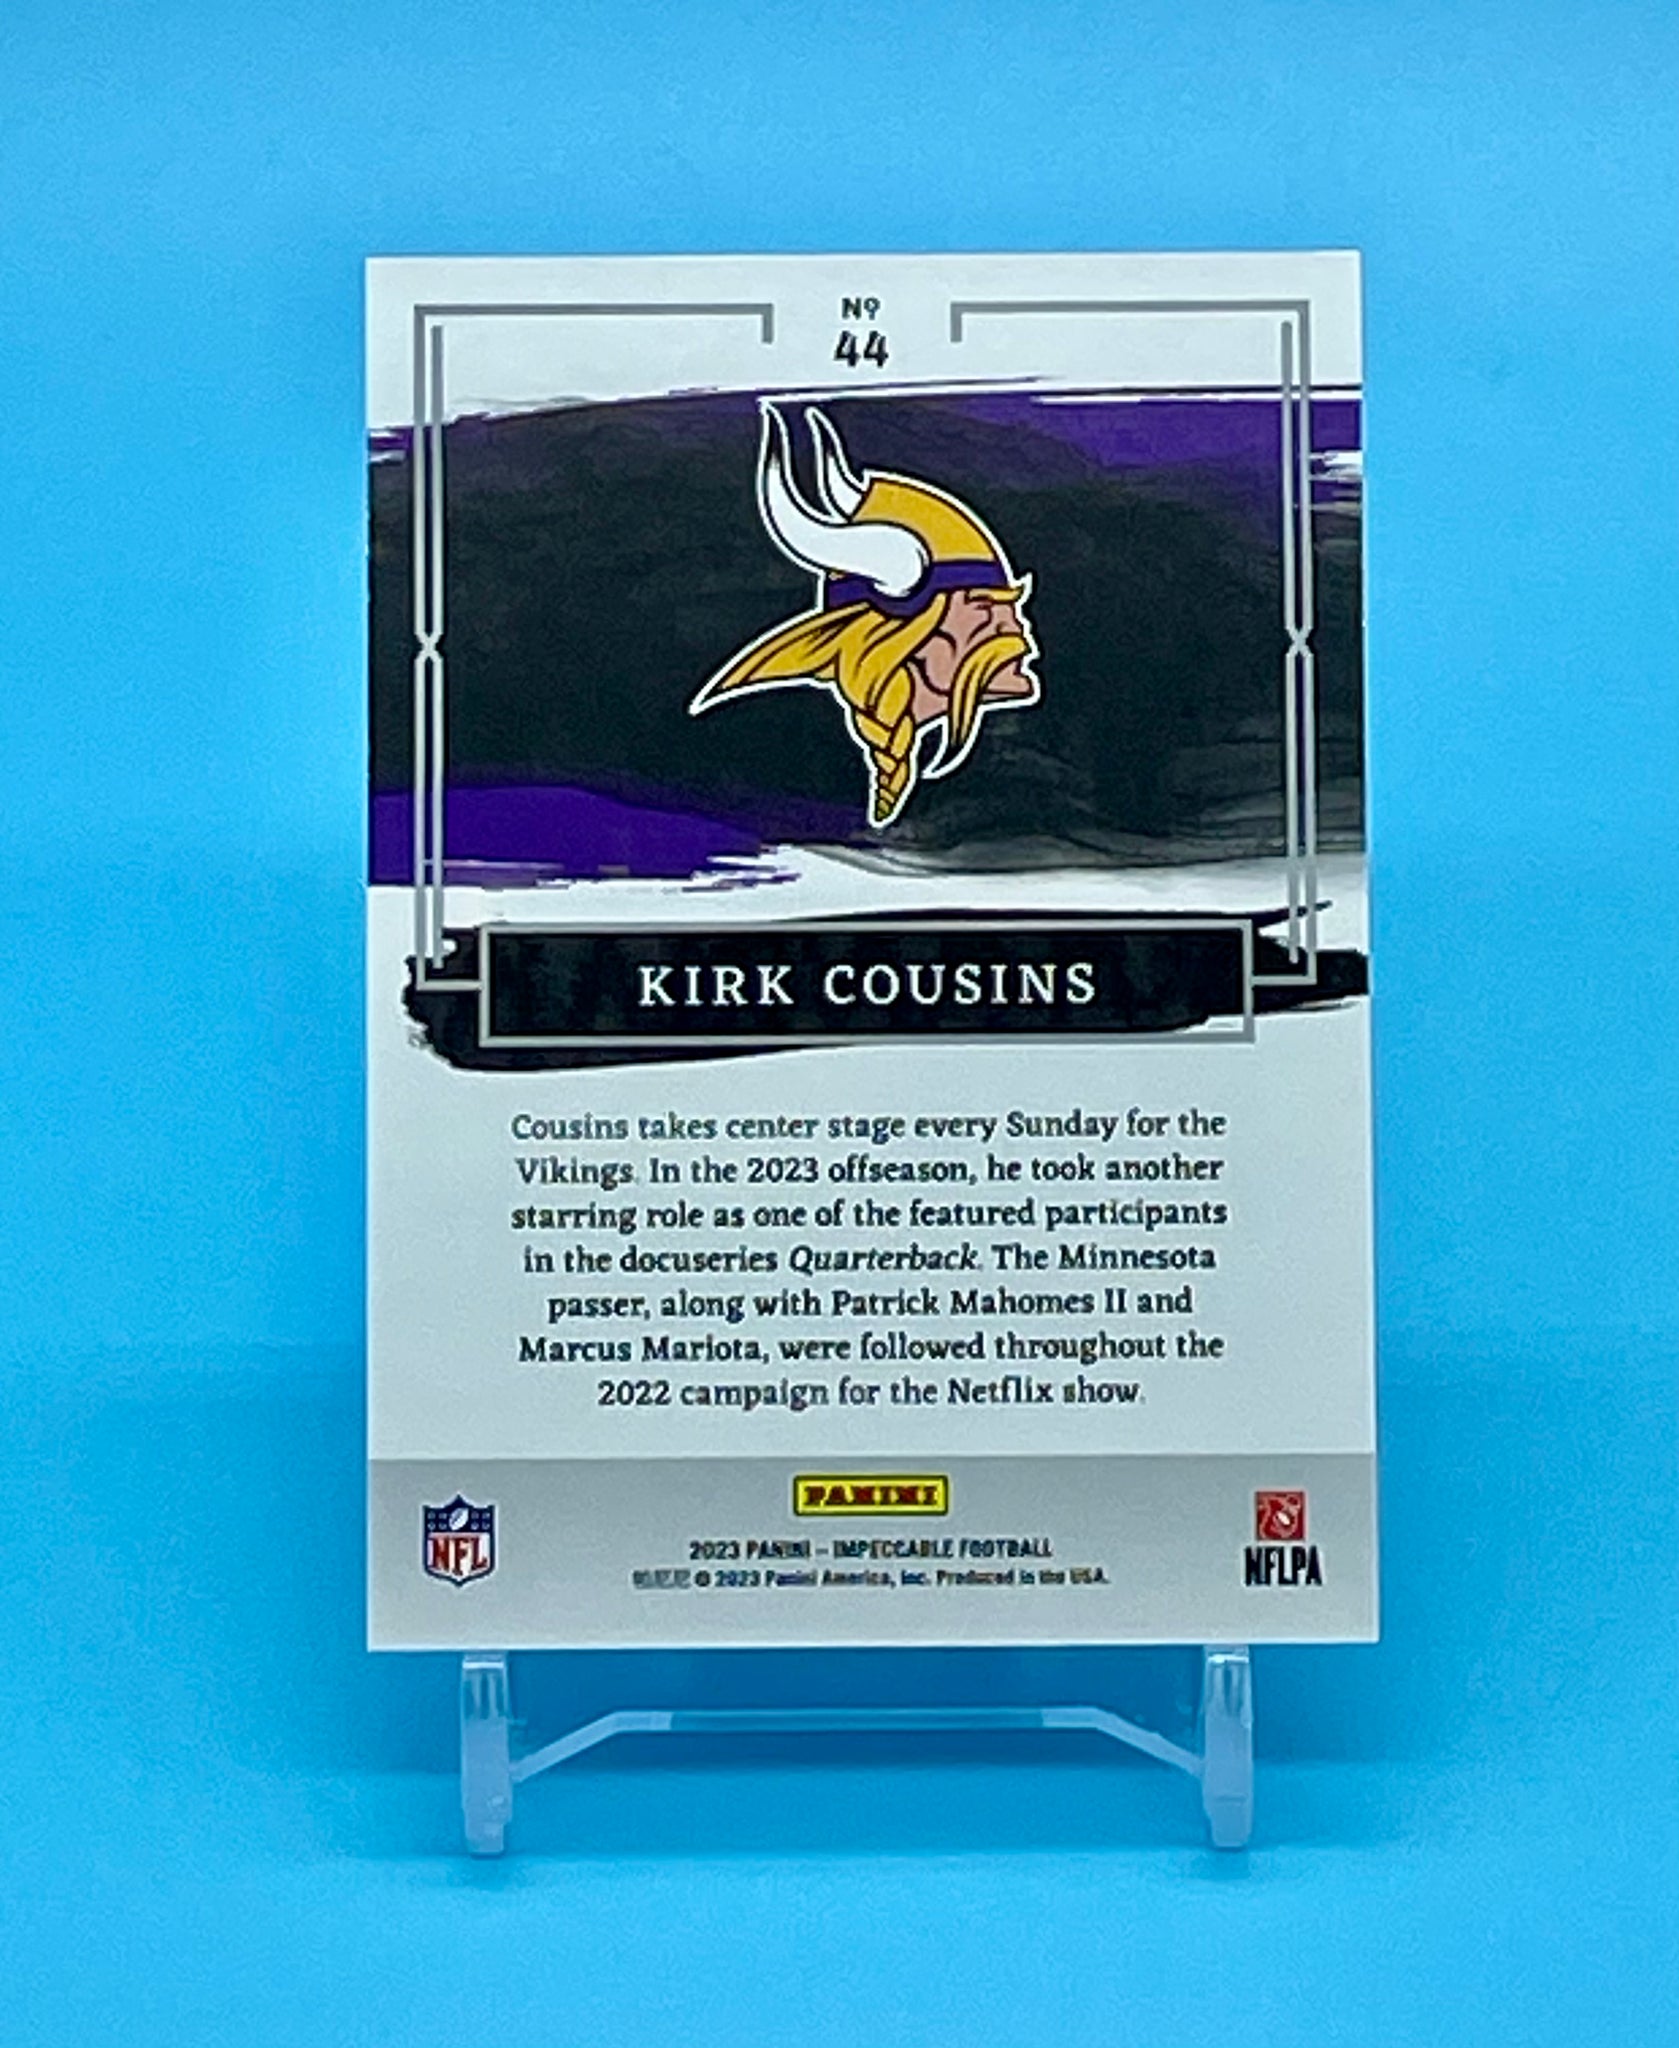 Nº
44
KIRK COUSINS
Cousins takes center stage every Sunday for the
Vikings. In the 2023 offseason, he took another
starring role as one of the featured participants
in the docuseries Quarterback. The Minnesota
passer, along with Patrick Mahomes II and
Marcus Mariota, were followed throughout the
2022 campaign for the Netflix show.
PANINI
NFL
2023 PANINI – IMPECCABLE FOOTBALL
© 2023 Panini America, Inc. Produced in the USA.
NFLPA